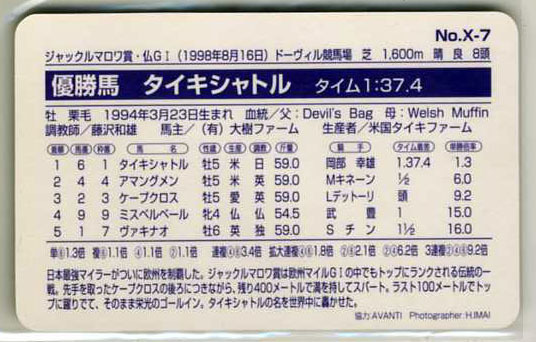 No.X-7
ジャックルマロワ賞・仏GⅠ (1998年8月16日) ドーヴィル競馬場 芝 1,600m 晴 良 8頭
優勝馬 タイキシャトル タイム1:37.4
牡 栗毛 1994年3月23日生まれ 血統/父:Devil's Bag 母:Welsh Muffin
調教師/藤沢和雄 馬主/(有)大樹ファーム 生産者/米国タイキファーム
着順 馬番 枠番 馬名 性齢 生産 調教 斤量 騎手 タイム着差 単勝倍率
1 6 1 タイキシャトル 牡5 米 日 59.0 岡部 幸雄 1.37.4 1.3
2 4 4 アマングメン 牡5 米 英 59.0 Mキネーン ½ 6.0
3 2 3 ケープクロス 牡5 愛 英 59.0 Lデットーリ 頭 9.2
4 9 9 ミスベルベール 牝4 仏 仏 54.5 武 豊 1 15.0
5 1 7 ヴァキナオ 牡6 英 独 59.0 Sチン 1½ 16.0
単⑥1.3倍 複⑥1.1倍 ④1.1倍 ②1.1倍 連複④⑥3.4倍 拡大連複④⑥1.8倍 ②⑥2.1倍 ②④6.2倍 3連複②④⑥9.2倍
日本最強マイラーがついに欧州を制覇した。ジャックルマロワ賞は欧州マイルGⅠの中でもトップにランクされる伝統の一
戦。先手を取ったケープクロスの後ろにつきながら、残り400メートルで満を持してスパート。ラスト100メートルでトッ
プに躍りでて、そのまま栄光のゴールイン。タイキシャトルの名を世界中に轟かせた。
協力:AVANTI Photographer:H.IMAI